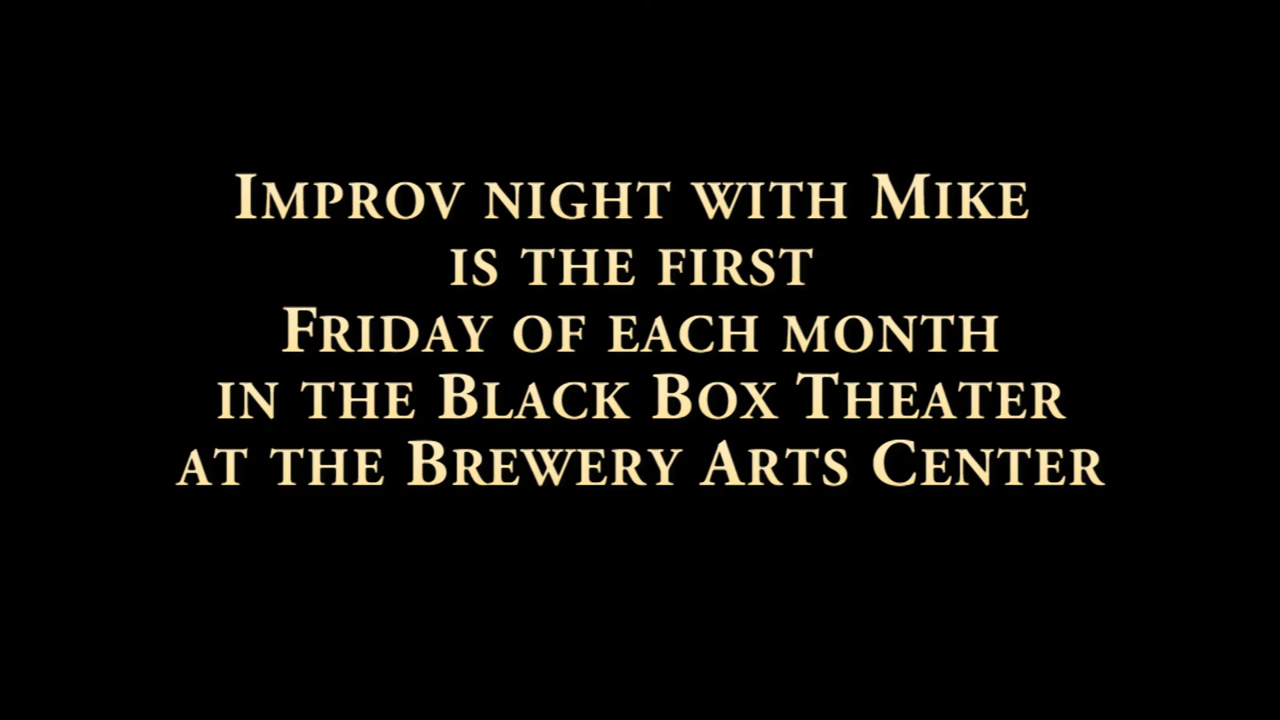 Improv night with Mike
is the first
Friday of each month
in the Black Box Theater
at the Brewery Arts Center